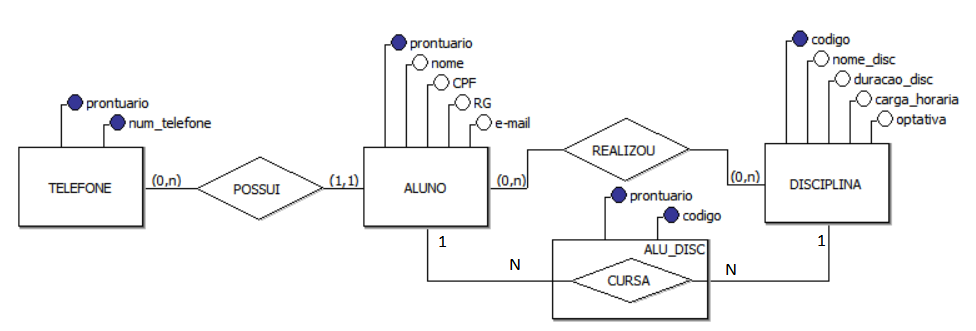 prontuario
nome
CPF
RG
e-mail
codigo
nome_disc
duracao_disc
carga_horaria
optativa
prontuario
num_telefone
TELEFONE
(0,n)
POSSUI
(1,1)
ALUNO
(0,n)
REALIZOU
(0,n)
DISCIPLINA
prontuario
codigo
1
1
ALU_DISC
N
CURSA
N